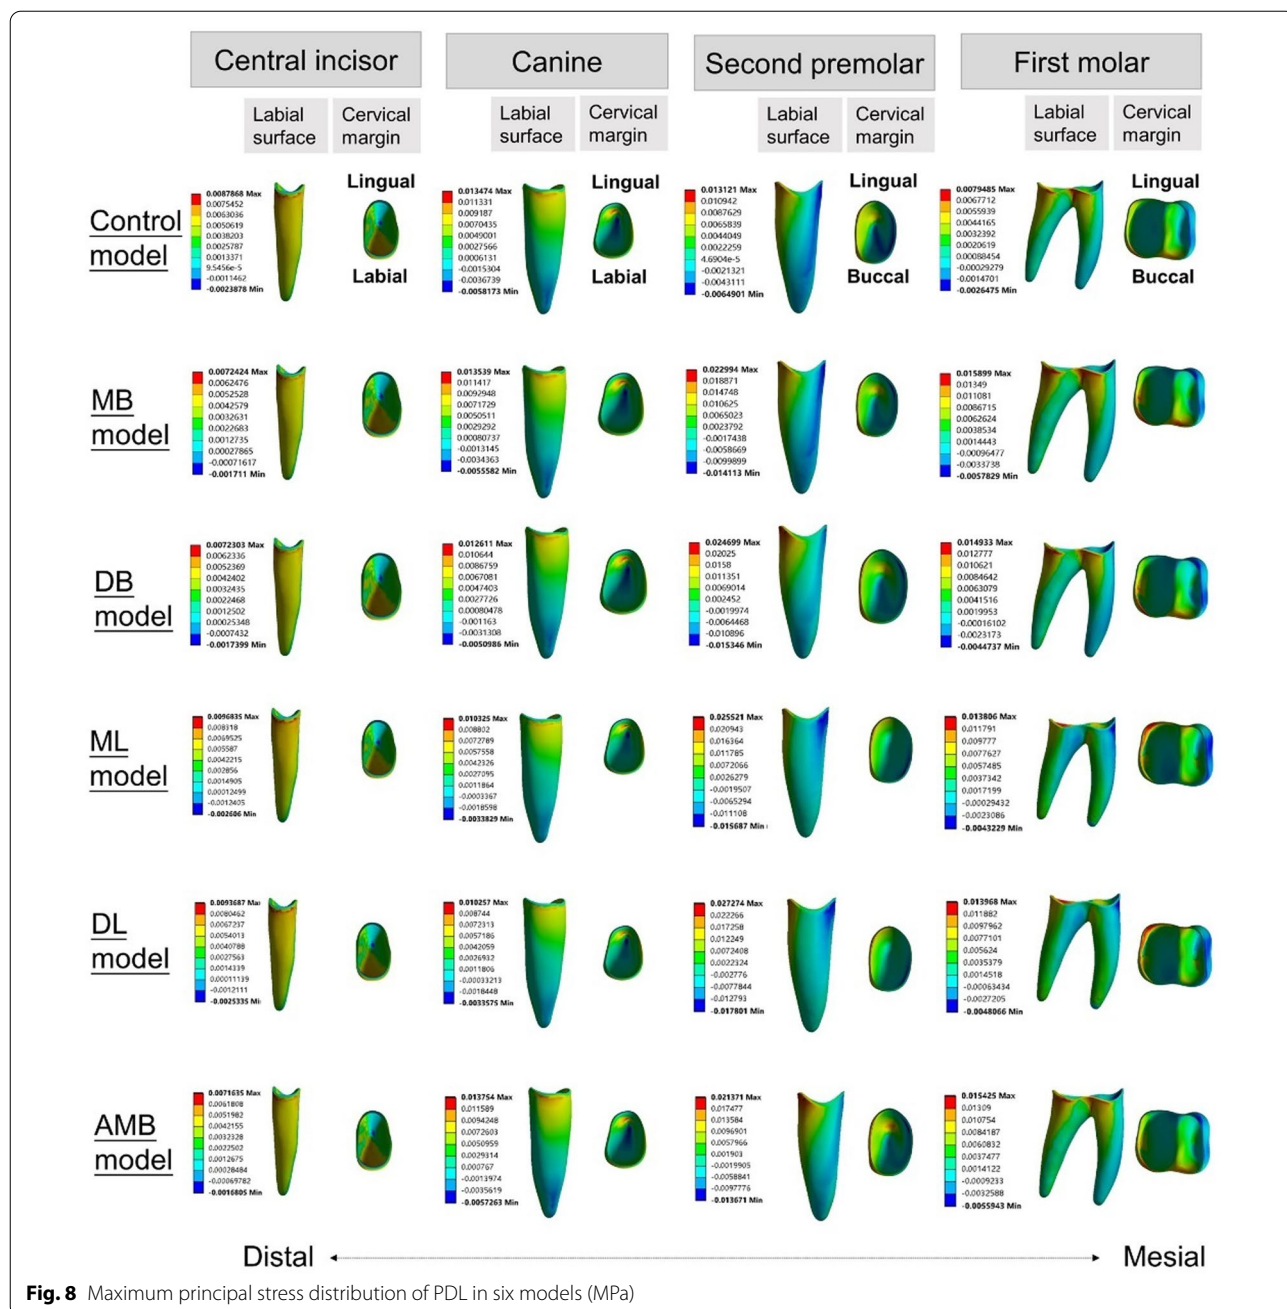 Central incisor
Canine
Second premolar
First molar
Labial surface
Cervical margin
Labial surface
Cervical margin
Labial surface
Cervical margin
Labial surface
Cervical margin
Control model
0.0087868 Max
0.0075452
0.0063036
0.0050619
0.0038203
0.0025787
0.0013371
9.5456e-5
-0.0011462
-0.0023878 Min
Lingual
Labial
0.013474 Max
0.011331
0.009187
0.0070435
0.0049001
0.0027566
0.0006131
-0.0015304
-0.0036739
-0.0058173 Min
Lingual
Labial
0.013121 Max
0.010942
0.0087629
0.0065839
0.0044049
0.0022259
4.6904e-5
-0.0021321
-0.0043111
-0.0064901 Min
Lingual
Buccal
0.0079485 Max
0.0067712
0.0055939
0.0044165
0.0032392
0.0020619
0.00088454
-0.00029279
-0.0014701
-0.0026475 Min
Lingual
Buccal
MB model
0.0072424 Max
0.0062476
0.0052528
0.0042579
0.0032631
0.0022683
0.0012735
0.00027865
-0.00071617
-0.001711 Min
0.013539 Max
0.011417
0.0092948
0.0071729
0.0050511
0.0029292
0.00080737
-0.0013145
-0.0034363
-0.0055582 Min
0.022994 Max
0.018871
0.014748
0.010625
0.0065023
0.0023792
-0.0017438
-0.0058669
-0.0099899
-0.014113 Min
0.015899 Max
0.01349
0.011081
0.0086715
0.0062624
0.0038534
0.0014443
-0.00096477
-0.0033738
-0.0057829 Min
DB model
0.0072303 Max
0.0062336
0.0052369
0.0042402
0.0032435
0.0022468
0.0012502
0.00025348
-0.0007432
-0.0017399 Min
0.012611 Max
0.010644
0.0086759
0.0067081
0.0047403
0.0027726
0.00080478
-0.001163
-0.0031308
-0.0050986 Min
0.024699 Max
0.02025
0.0158
0.011351
0.0069014
0.002452
-0.0019974
-0.0064468
-0.010896
-0.015346 Min
0.014933 Max
0.012777
0.010621
0.0084642
0.0063079
0.0041516
0.0019953
-0.00016102
-0.0023173
-0.0044737 Min
ML model
0.0096835 Max
0.008318
0.0069525
0.005587
0.0042215
0.002856
0.0014905
0.00012499
-0.0012405
-0.002606 Min
0.010325 Max
0.008802
0.0072789
0.0057558
0.0042326
0.0027095
0.0011864
-0.0003367
-0.0018598
-0.0033829 Min
0.025521 Max
0.020943
0.016364
0.011785
0.0072066
0.0026279
-0.0019507
-0.0065294
-0.011108
-0.015687 Min
0.013806 Max
0.011791
0.009777
0.0077627
0.0057485
0.0037342
0.0017199
-0.00029432
-0.0023086
-0.0043229 Min
DL model
0.0093687 Max
0.0080462
0.0067237
0.0054013
0.0040788
0.0027563
0.0014339
0.00011139
-0.0012111
-0.0025335 Min
0.010257 Max
0.008744
0.0072313
0.0057186
0.0042059
0.0026932
0.0011806
-0.00033213
-0.0018448
-0.0033575 Min
0.027274 Max
0.022266
0.017258
0.012249
0.0072408
0.0022324
-0.002776
-0.0077844
-0.012793
-0.017801 Min
0.013968 Max
0.011882
0.0097962
0.0077101
0.005624
0.0035379
0.0014518
-0.00063434
-0.0027205
-0.0048066 Min
AMB model
0.0071635 Max
0.0061808
0.0051982
0.0042155
0.0032328
0.0022502
0.0012675
0.00028484
-0.00069782
-0.0016805 Min
0.013754 Max
0.011589
0.0094248
0.0072603
0.0050959
0.0029314
0.000767
-0.0013974
-0.0035619
-0.0057263 Min
0.021371 Max
0.017477
0.013584
0.0096901
0.0057966
0.001903
-0.0019905
-0.0058841
-0.0097776
-0.013671 Min
0.015425 Max
0.01309
0.010754
0.0084187
0.0060832
0.0037477
0.0014122
-0.0009233
-0.0032588
-0.0055943 Min
Distal
Mesial
Fig. 8 Maximum principal stress distribution of PDL in six models (MPa)